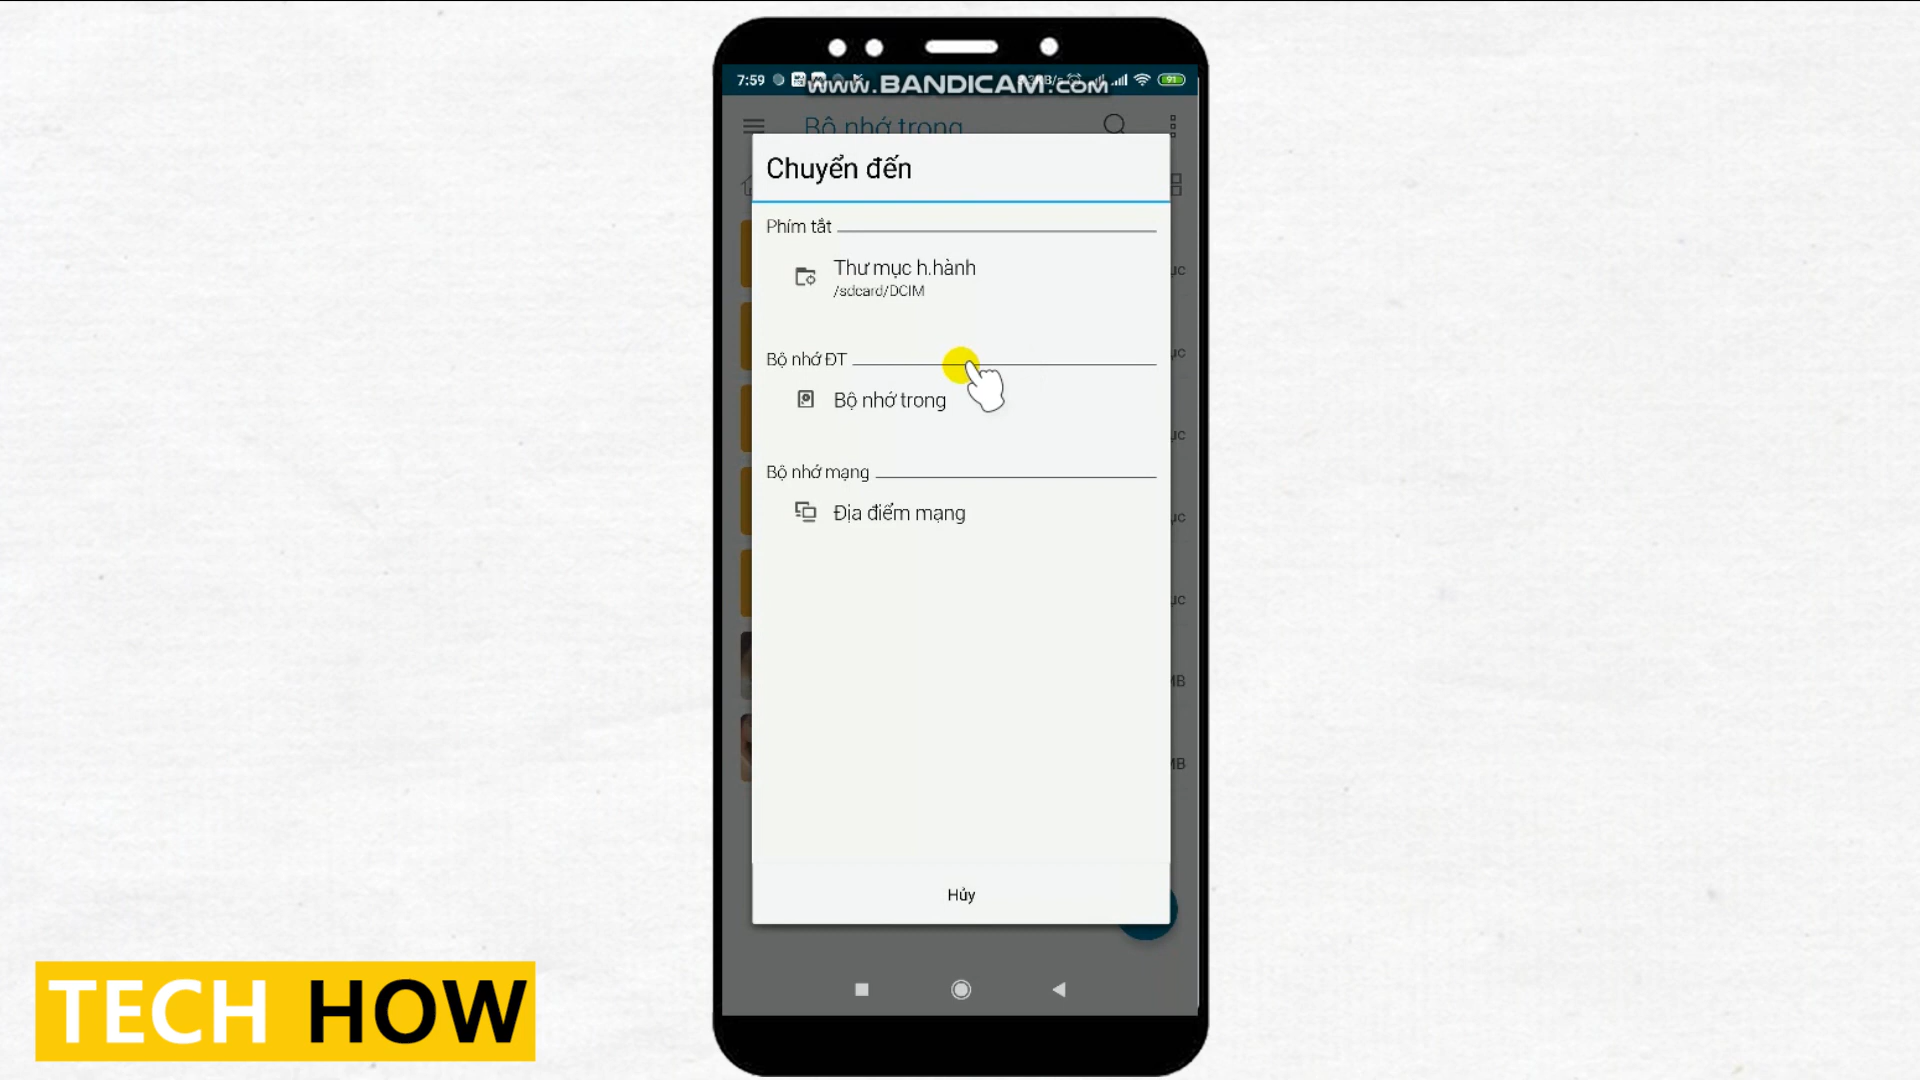 7:59
www.BANDICAM.COM
91
Bộ nhớ trong
Chuyển đến
Phím tắt
Thư mục h.hành
/sdcard/DCIM
Bộ nhớ ĐT
Bộ nhớ trong
Bộ nhớ mạng
Địa điểm mạng
Hủy
TECH HOW